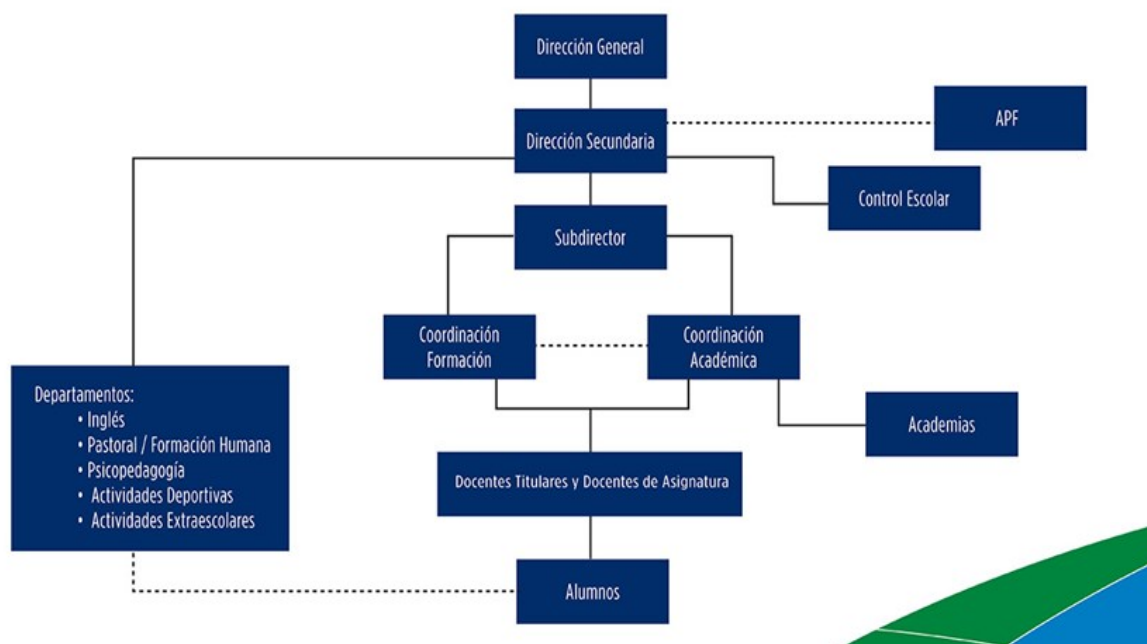 Dirección General
APF
Dirección Secundaria
Control Escolar
Subdirector
Coordinación
Formación
Coordinación
Académica
Departamentos:
• Inglés
• Pastoral / Formación Humana
• Psicopedagogía
• Actividades Deportivas
• Actividades Extraescolares
Academias
Docentes Titulares y Docentes de Asignatura
Alumnos